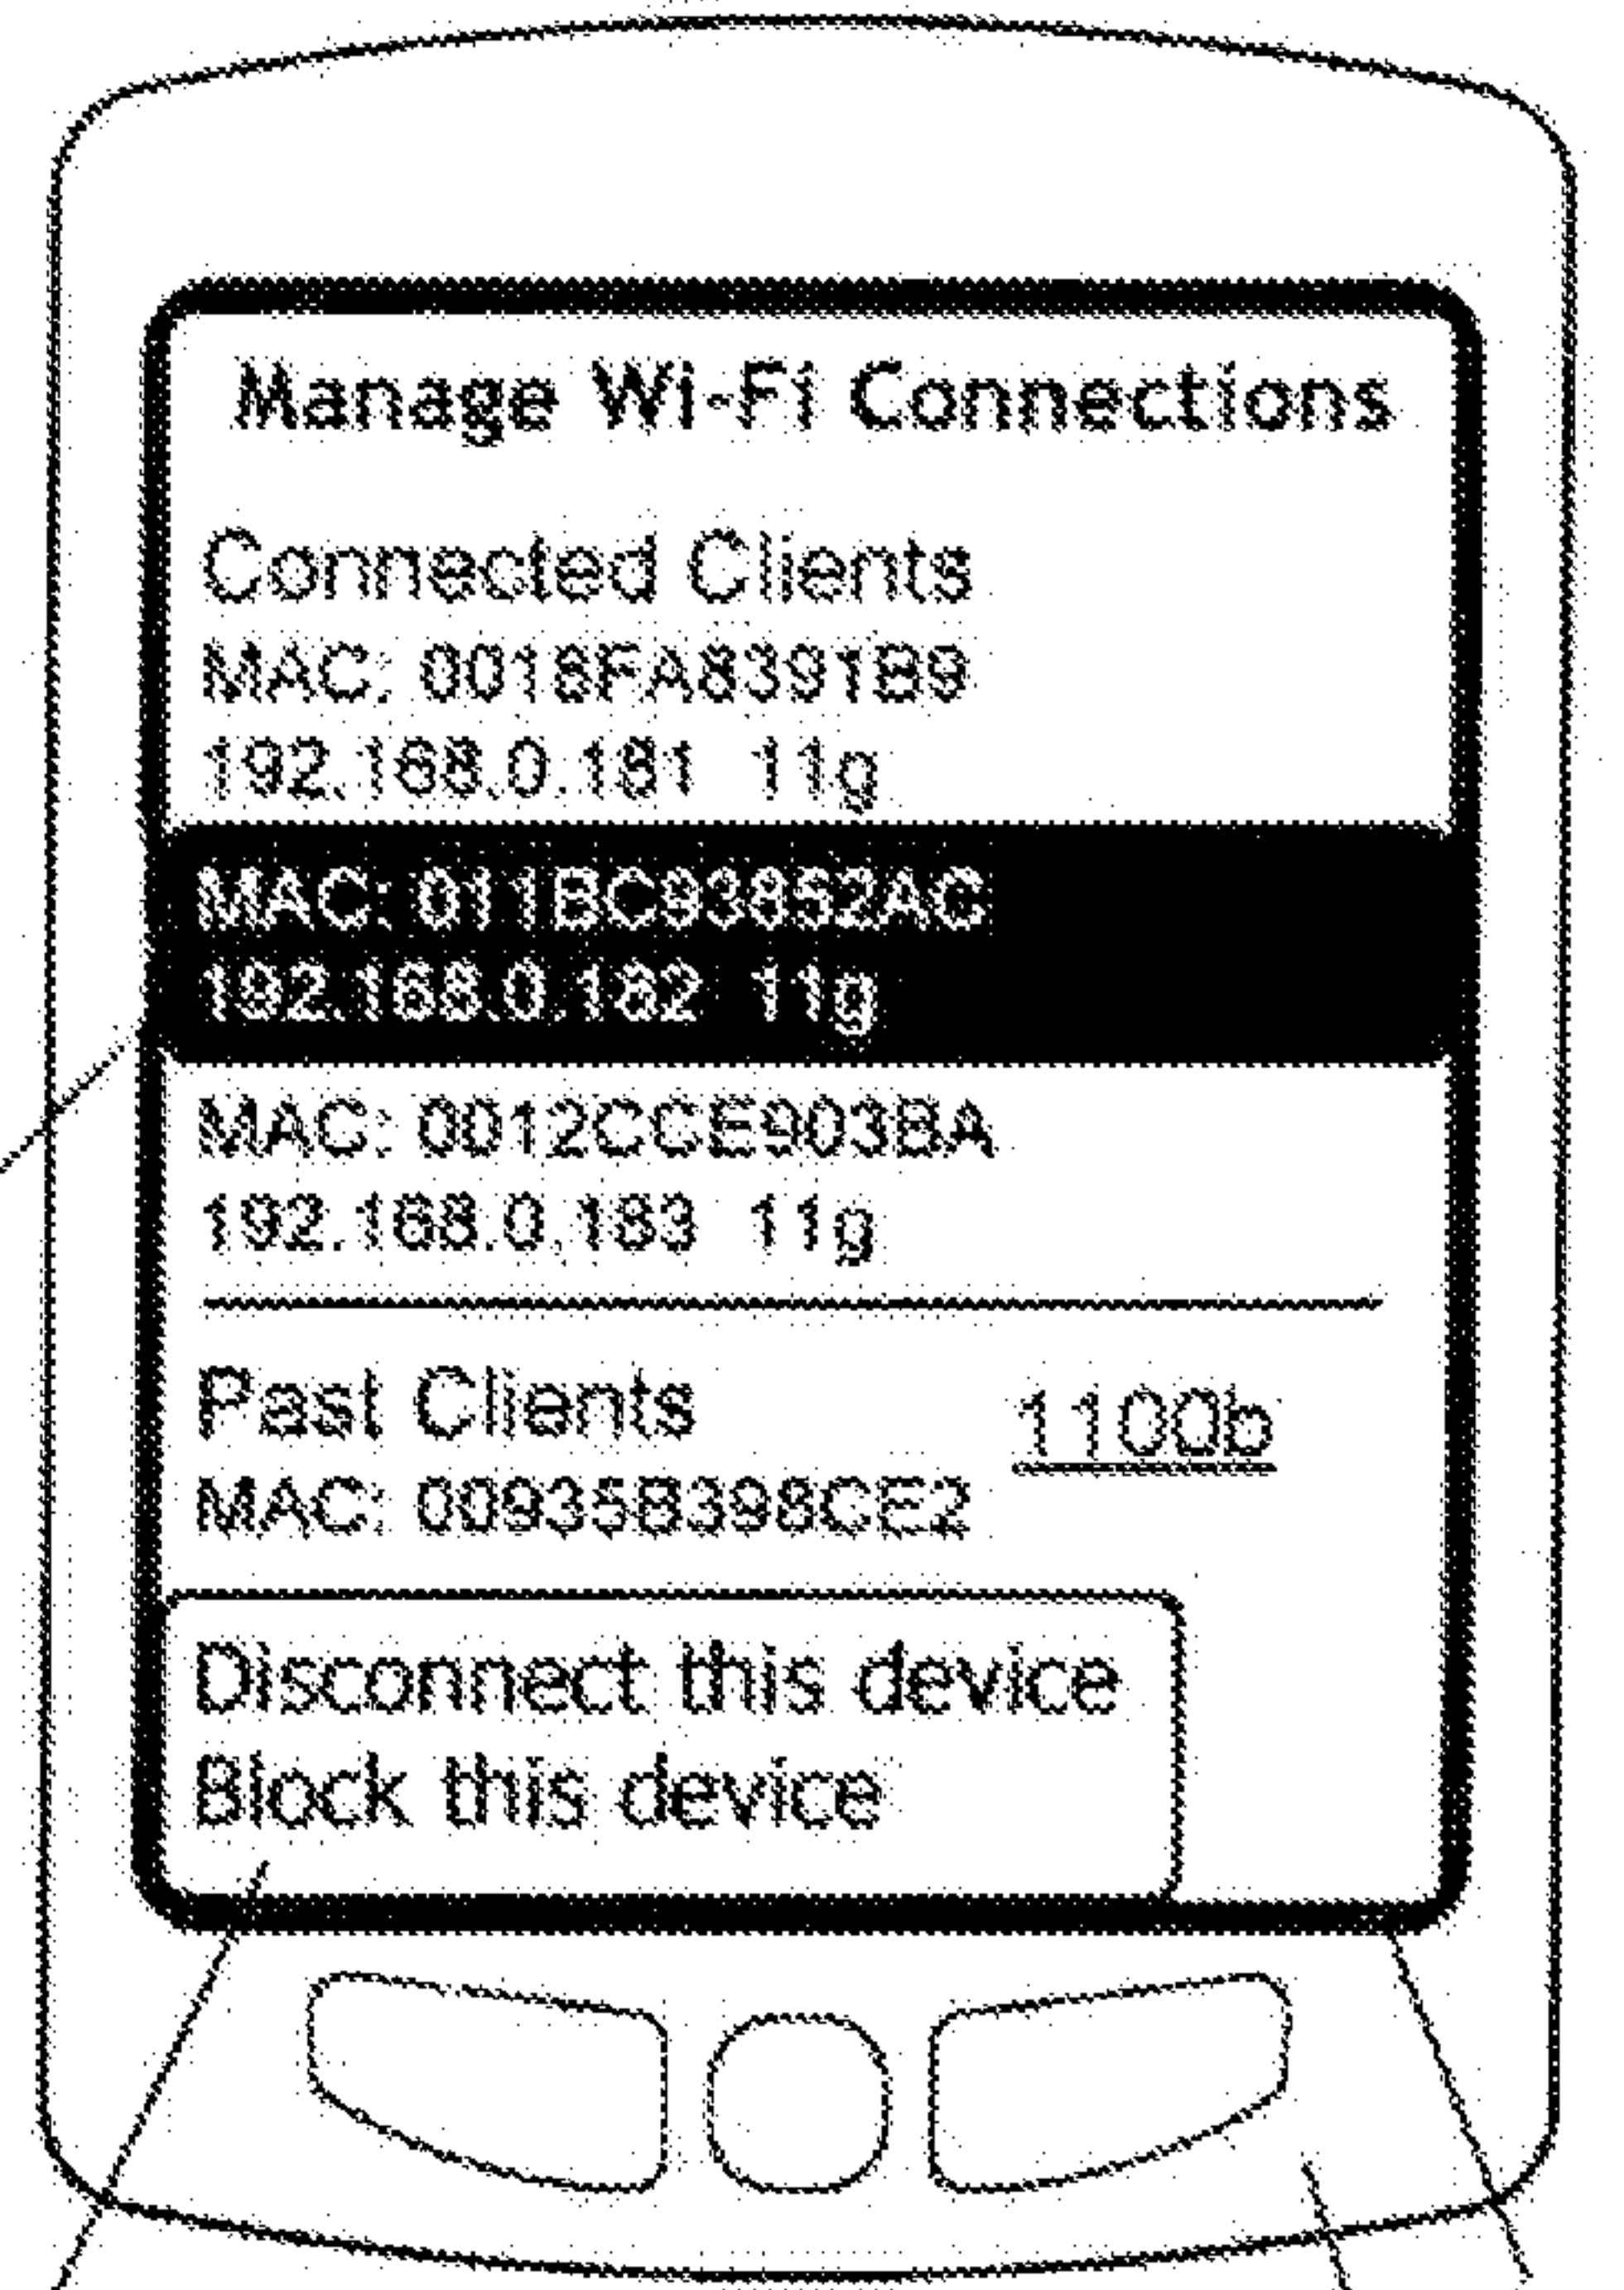 Manage Wi-Fi Connections
Connected Clients
MAC: 0018FA8391B9
192.168.0.181 11g
MAC: 011BC93852AC
192.168.0.182 11g
MAC: 0012CCE903BA
192.168.0.183 11g
Past Clients
1100b
MAC: 00935B398CE2
Disconnect this device
Block this device